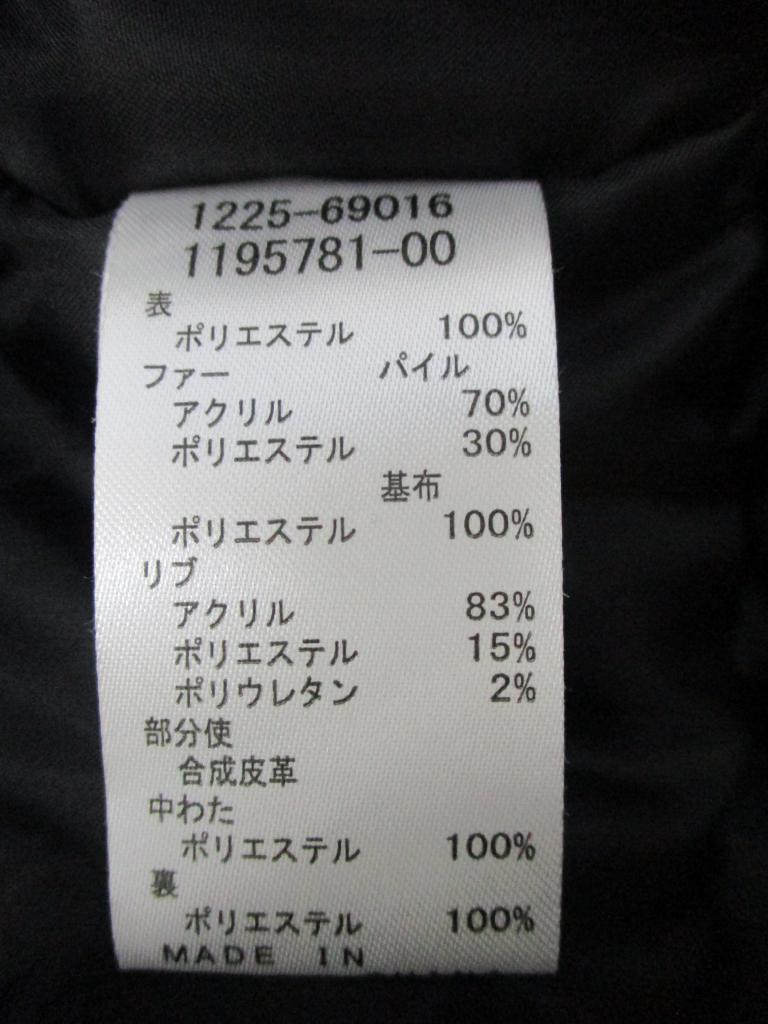 1225-69016
1195781-00
表
ポリエステル 100%
ファー パイル
アクリル 70%
ポリエステル 30%
基布
ポリエステル 100%
リブ
アクリル 83%
ポリエステル 15%
ポリウレタン 2%
部分使
合成皮革
中わた
ポリエステル 100%
裏
ポリエステル 100%
MADE IN